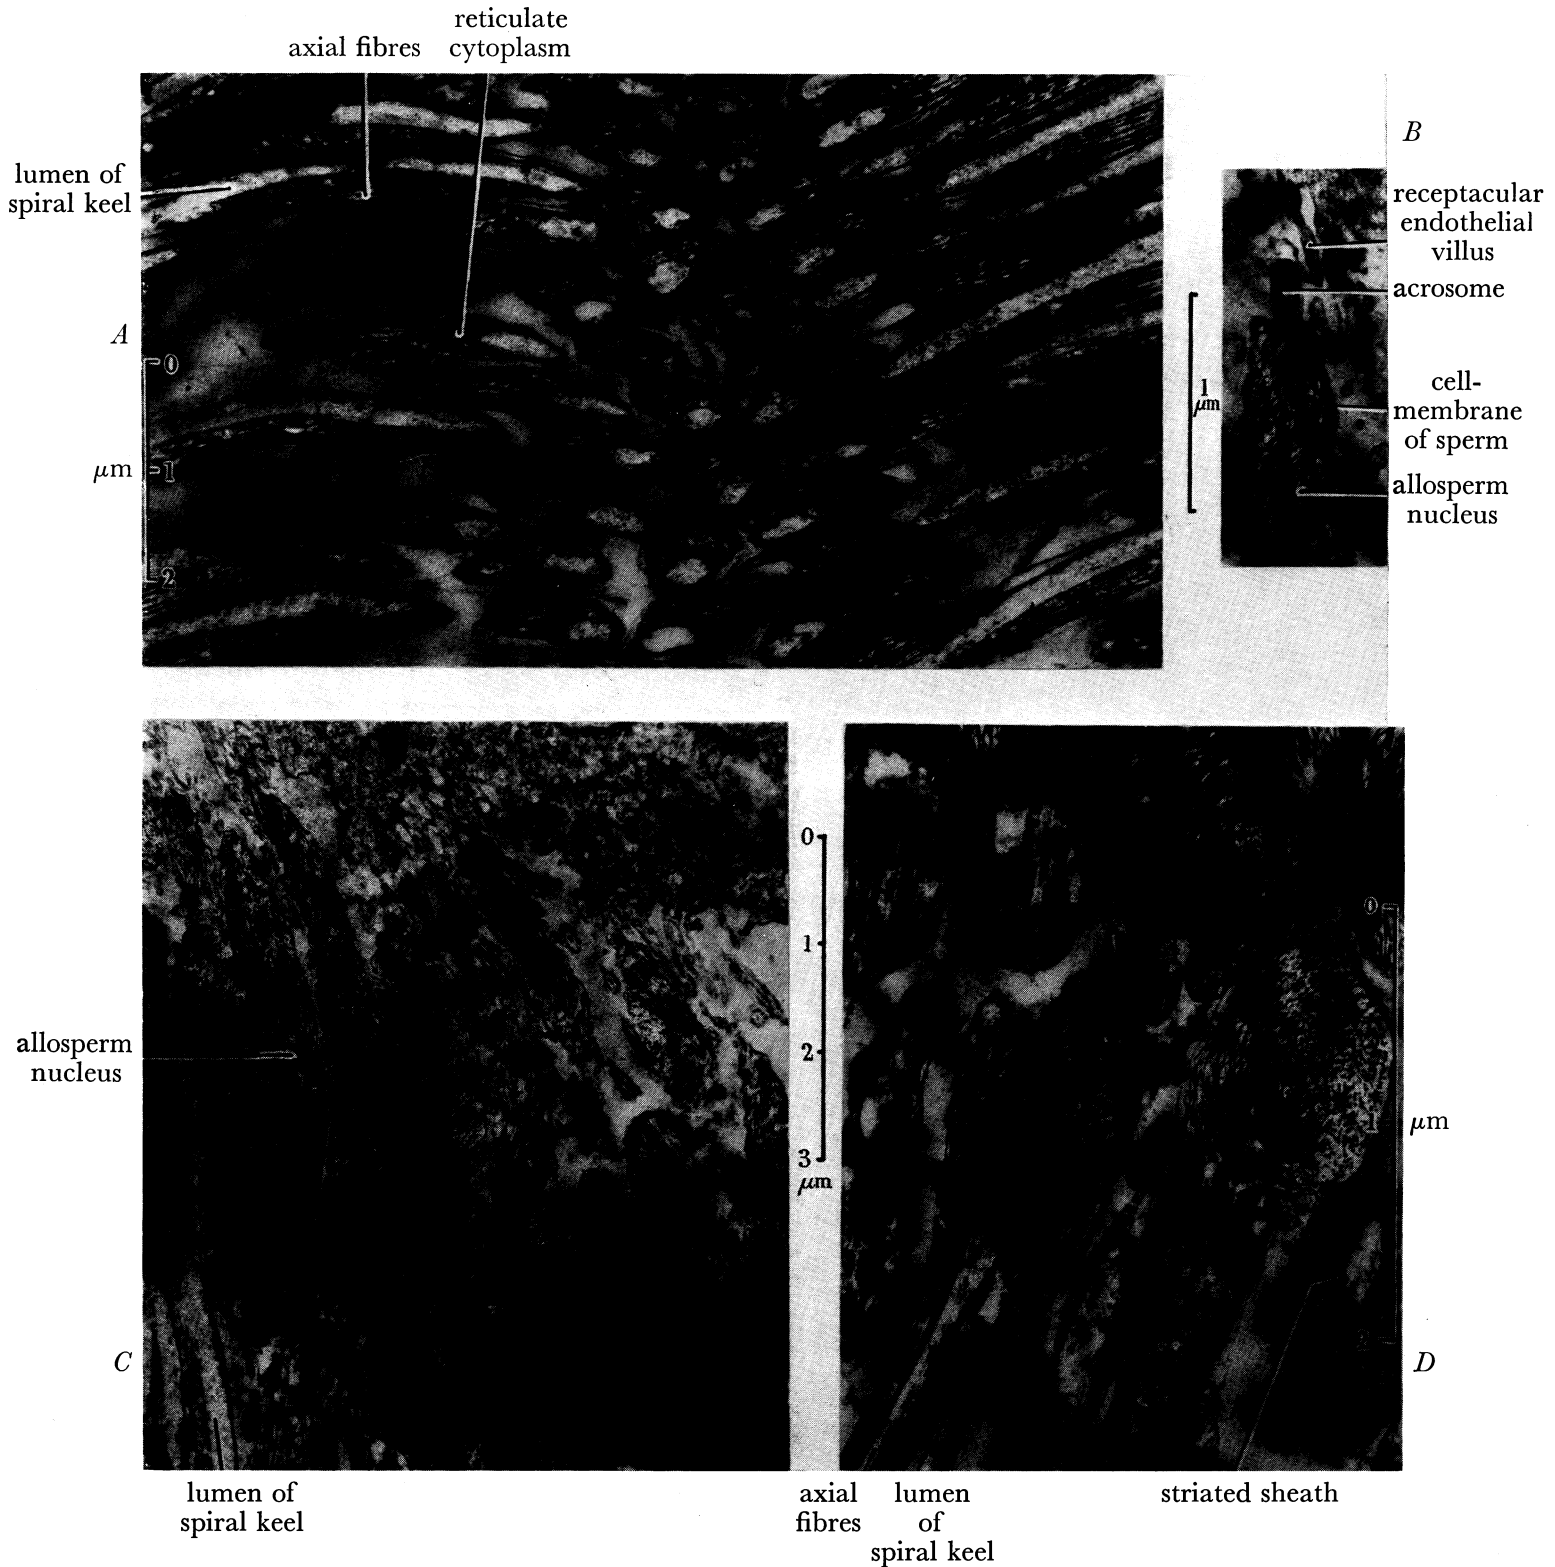 reticulate
axial fibres cytoplasm
lumen of
spiral keel
A
0
μm
1
2
B
receptacular
endothelial
villus
acrosome
1
μm
cell-
membrane
of sperm
allosperm
nucleus
allosperm
nucleus
C
0
1
2
3
μm
0
1
μm
2
D
lumen of
spiral keel
axial
fibres
lumen
of
spiral keel
striated sheath